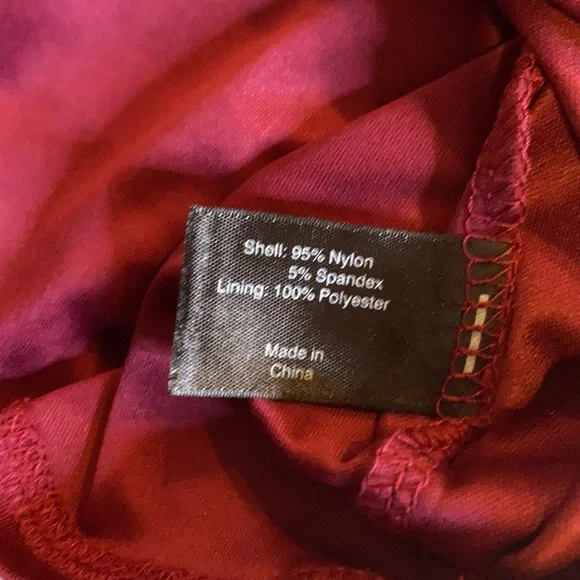 Shell: 95% Nylon
5% Spandex
Lining: 100% Polyester
Made in
China